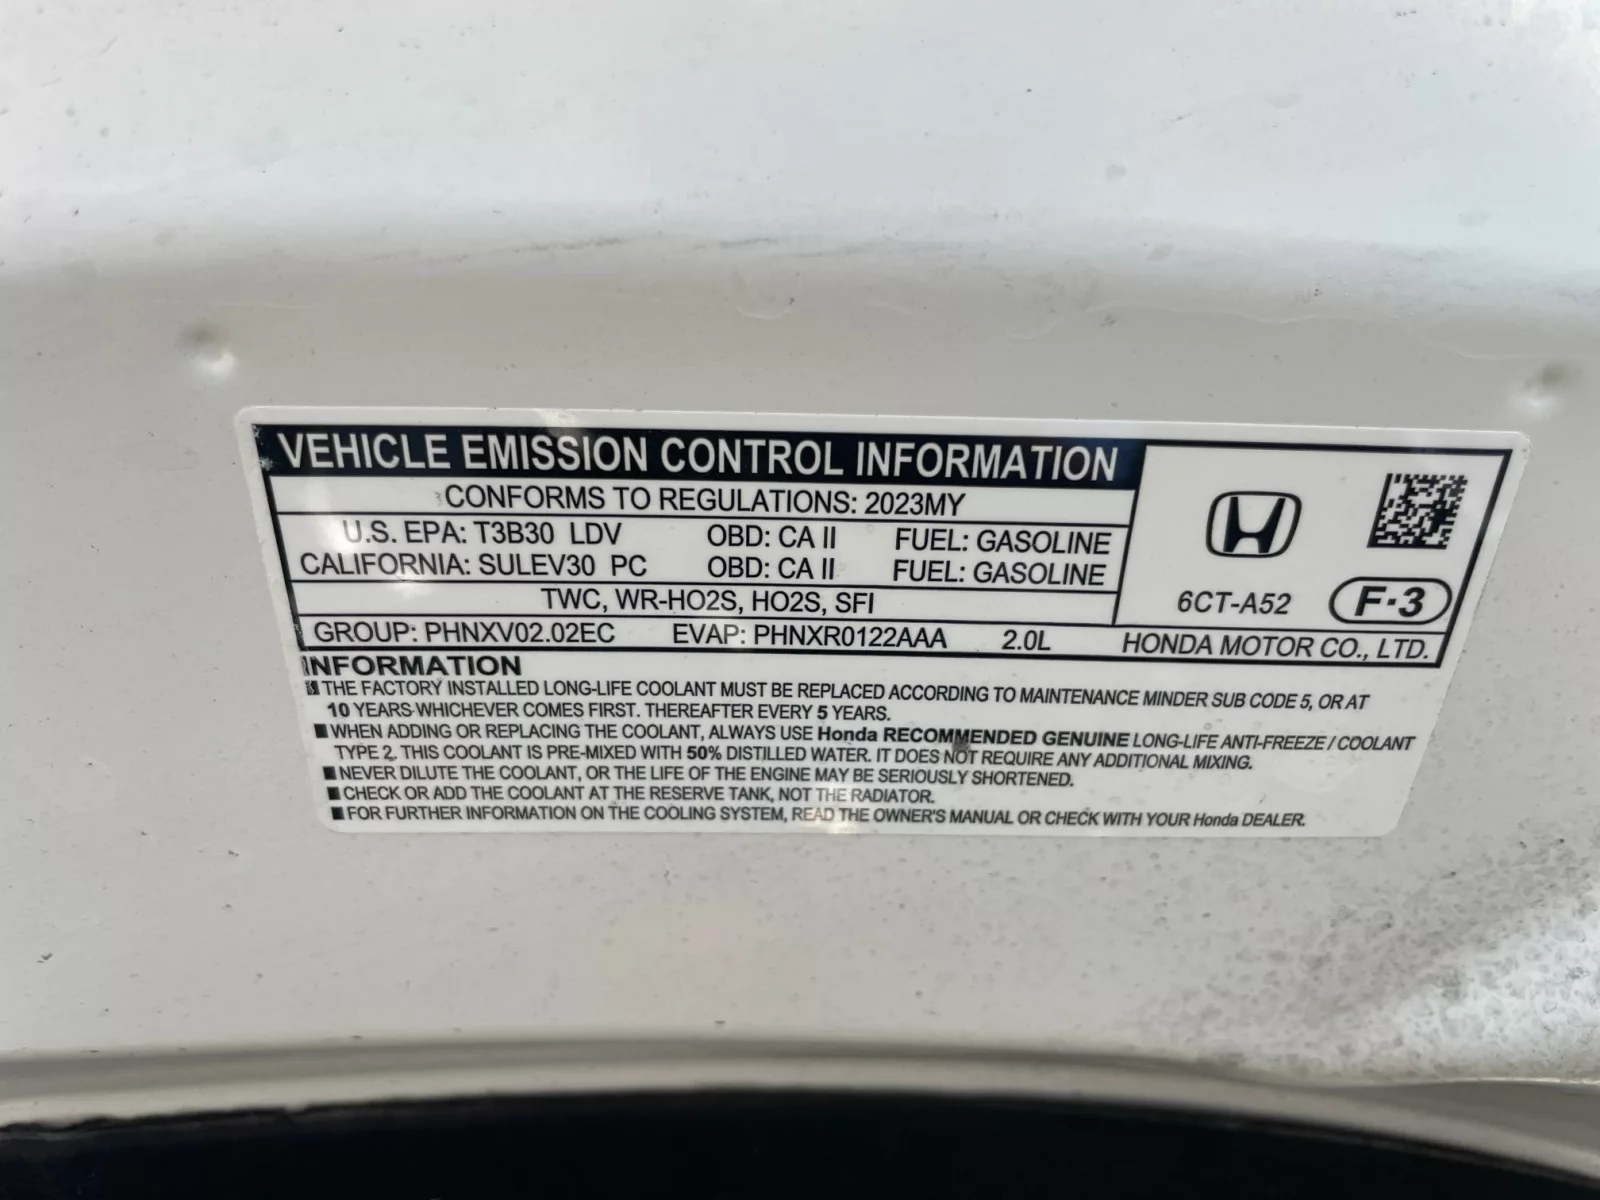 VEHICLE EMISSION CONTROL INFORMATION
CONFORMS TO REGULATIONS: 2023MY
U.S. EPA: T3B30 LDV OBD: CA II FUEL: GASOLINE
CALIFORNIA: SULEV30 PC OBD: CA II FUEL: GASOLINE
TWC, WR-HO2S, HO2S, SFI
6CT-A52 F·3
GROUP: PHNXV02.02EC EVAP: PHNXR0122AAA 2.0L HONDA MOTOR CO., LTD.
INFORMATION
■ THE FACTORY INSTALLED LONG-LIFE COOLANT MUST BE REPLACED ACCORDING TO MAINTENANCE MINDER SUB CODE 5, OR AT
10 YEARS WHICHEVER COMES FIRST. THEREAFTER EVERY 5 YEARS.
■ WHEN ADDING OR REPLACING THE COOLANT, ALWAYS USE Honda RECOMMENDED GENUINE LONG-LIFE ANTI-FREEZE / COOLANT
TYPE 2. THIS COOLANT IS PRE-MIXED WITH 50% DISTILLED WATER. IT DOES NOT REQUIRE ANY ADDITIONAL MIXING.
■ NEVER DILUTE THE COOLANT, OR THE LIFE OF THE ENGINE MAY BE SERIOUSLY SHORTENED.
■ CHECK OR ADD THE COOLANT AT THE RESERVE TANK, NOT THE RADIATOR.
■ FOR FURTHER INFORMATION ON THE COOLING SYSTEM, READ THE OWNER'S MANUAL OR CHECK WITH YOUR Honda DEALER.